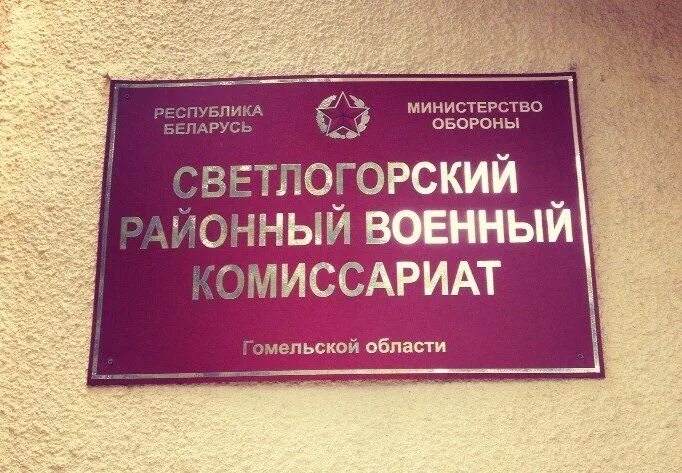 РЕСПУБЛИКА
БЕЛАРУСЬ
МИНИСТЕРСТВО
ОБОРОНЫ
СВЕТЛОГОРСКИЙ
РАЙОННЫЙ ВОЕННЫЙ
КОМИССАРИАТ
Гомельской области